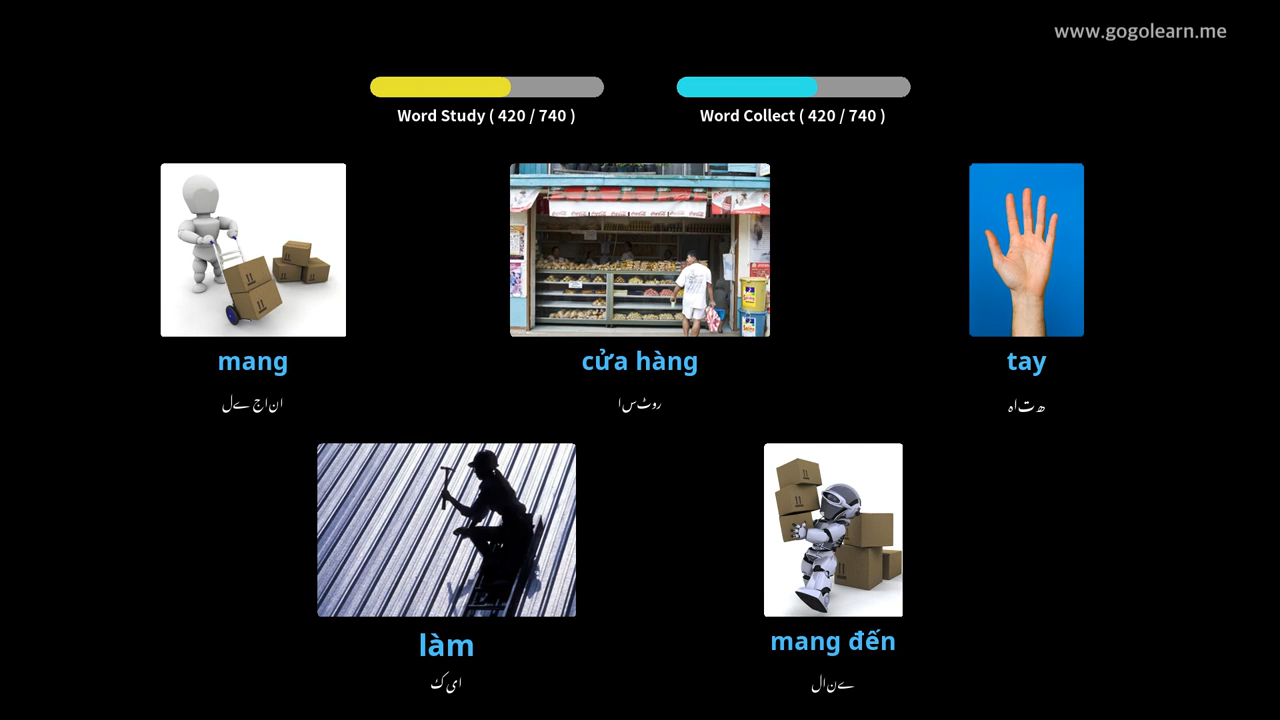 www.gogolearn.me
Word Study ( 420 / 740 )
Word Collect ( 420 / 740 )
mang
cửa hàng
tay
لے جانا
اسٹور
ہاتھ
làm
mang đến
کیا
لانے